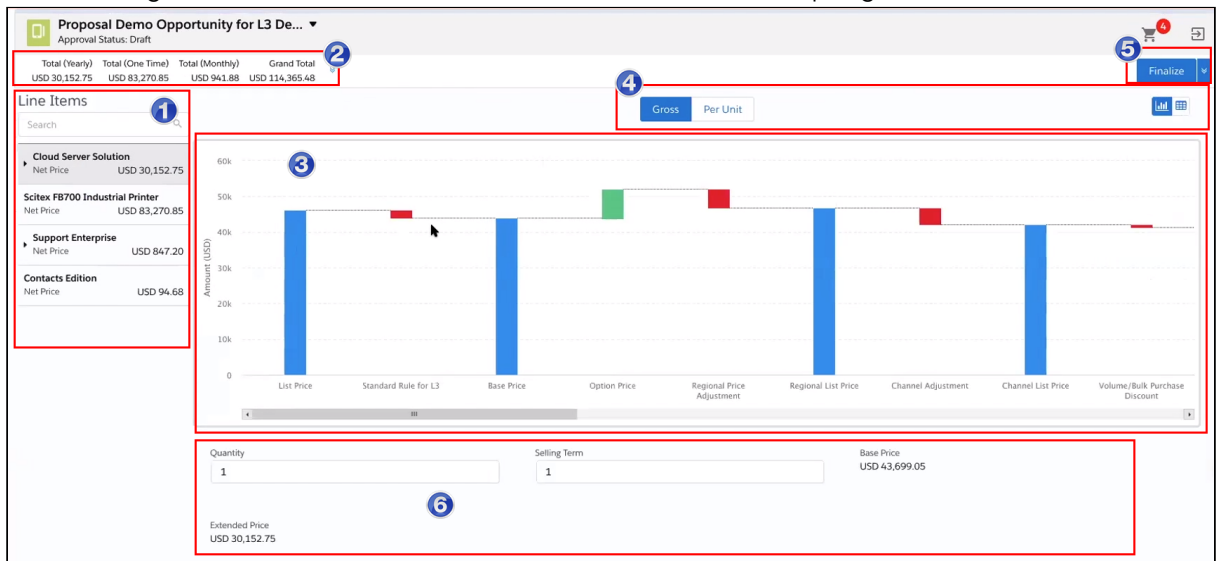 Proposal Demo Opportunity for L3 De...
Approval Status: Draft
4
Total (Yearly) Total (One Time) Total (Monthly) Grand Total
USD 30,152.75 USD 83,270.85 USD 941.88 USD 114,365.48
2
5
Finalize
Line Items
1
Search
4
Gross Per Unit
Cloud Server Solution
Net Price USD 30,152.75
Scitex FB700 Industrial Printer
Net Price USD 83,270.85
Support Enterprise
Net Price USD 847.20
Contacts Edition
Net Price USD 94.68
3
Amount (USD)
60k
50k
40k
30k
20k
10k
0
List Price Standard Rule for L3 Base Price Option Price Regional Price Adjustment Regional List Price Channel Adjustment Channel List Price Volume/Bulk Purchase Discount
Quantity Selling Term Base Price
1 1 USD 43,699.05
6
Extended Price
USD 30,152.75